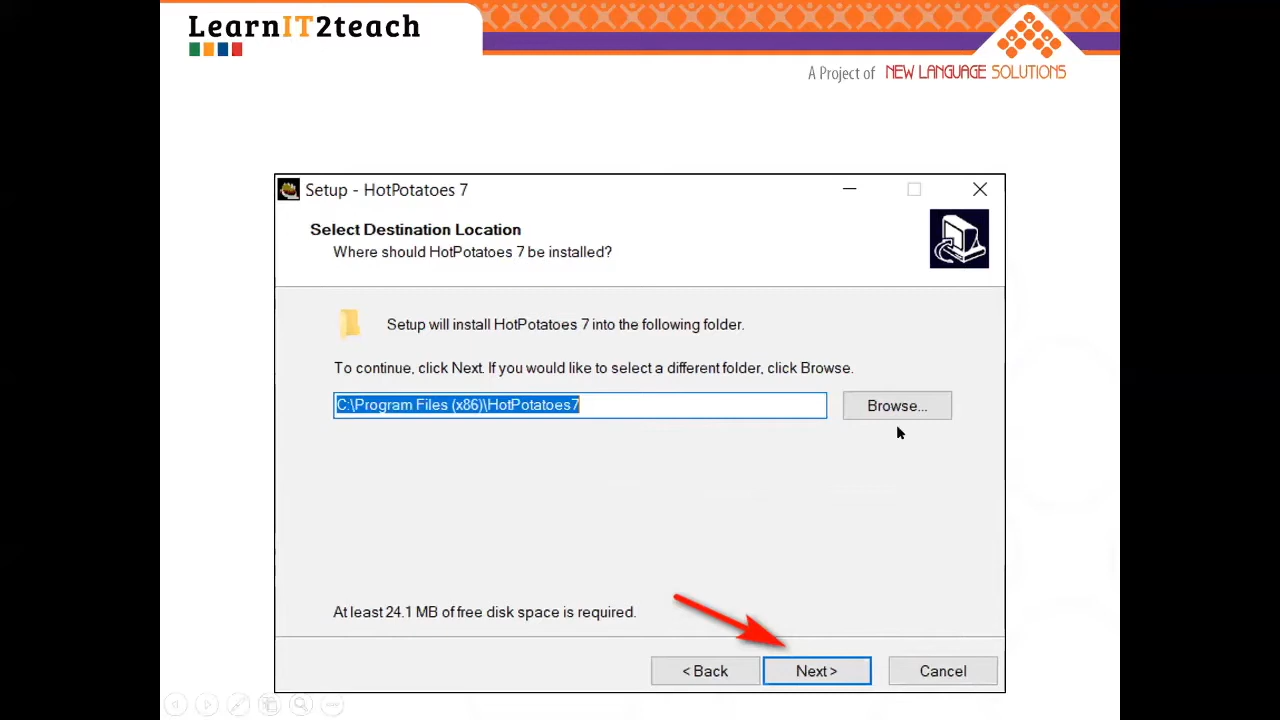 LearnIT2teach
A Project of NEW LANGUAGE SOLUTIONS
Setup - HotPotatoes 7
Select Destination Location
Where should HotPotatoes 7 be installed?
Setup will install HotPotatoes 7 into the following folder.
To continue, click Next. If you would like to select a different folder, click Browse.
C:\Program Files (x86)\HotPotatoes7
Browse...
At least 24.1 MB of free disk space is required.
< Back
Next >
Cancel